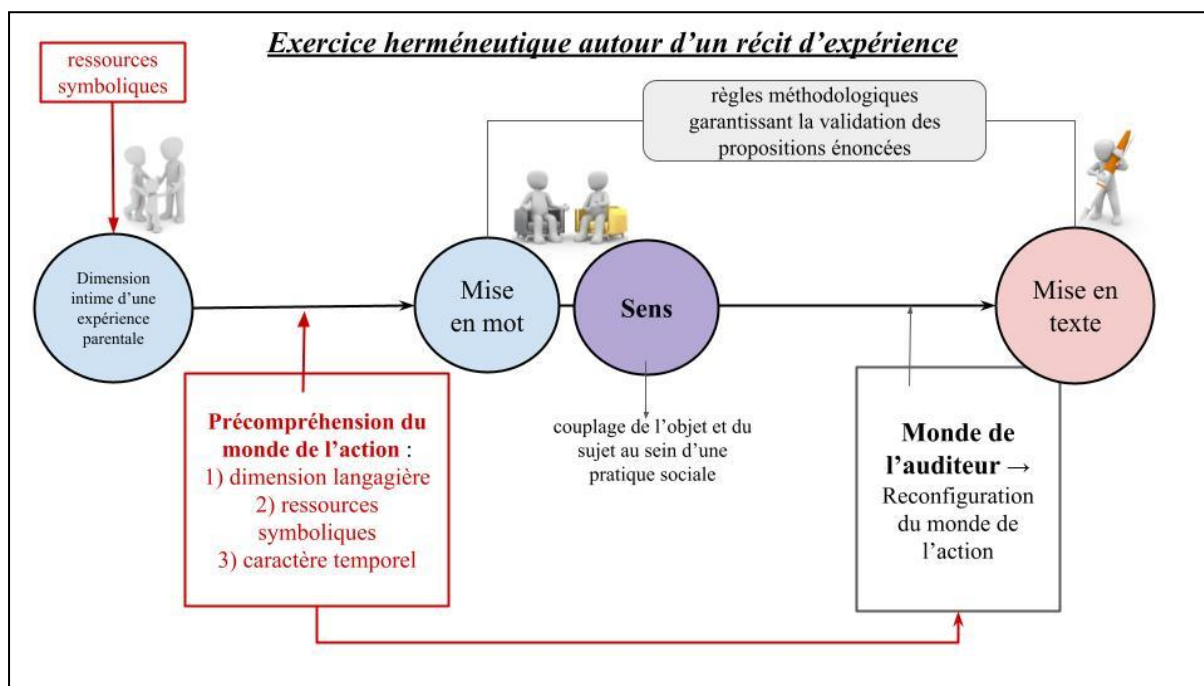 Exercice herméneutique autour d’un récit d’expérience
ressources
symboliques
règles méthodologiques
garantissant la validation des
propositions énoncées
Dimension
intime d’une
expérience
parentale
Mise
en mot
Sens
Mise en
texte
Précompréhension du
monde de l’action :
1) dimension langagière
2) ressources
symboliques
3) caractère temporel
couplage de l’objet et du
sujet au sein d’une
pratique sociale
Monde de
l’auditeur →
Reconfiguration
du monde de
l’action